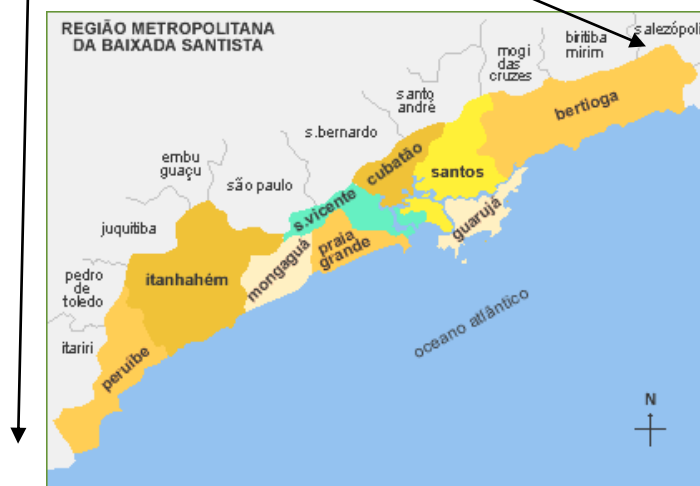 REGIÃO METROPOLITANA
DA BAIXADA SANTISTA
salezópoli
biritiba
mirim
mogi
das
cruzes
santo
andré
bertioga
s.bernardo
cubatão
embu
guaçu
são paulo
santos
s.vicente
guarujá
juquitiba
praia
grande
mongaguá
itanhahém
pedro
de
toledo
oceano atlântico
itariri
peruíbe
N